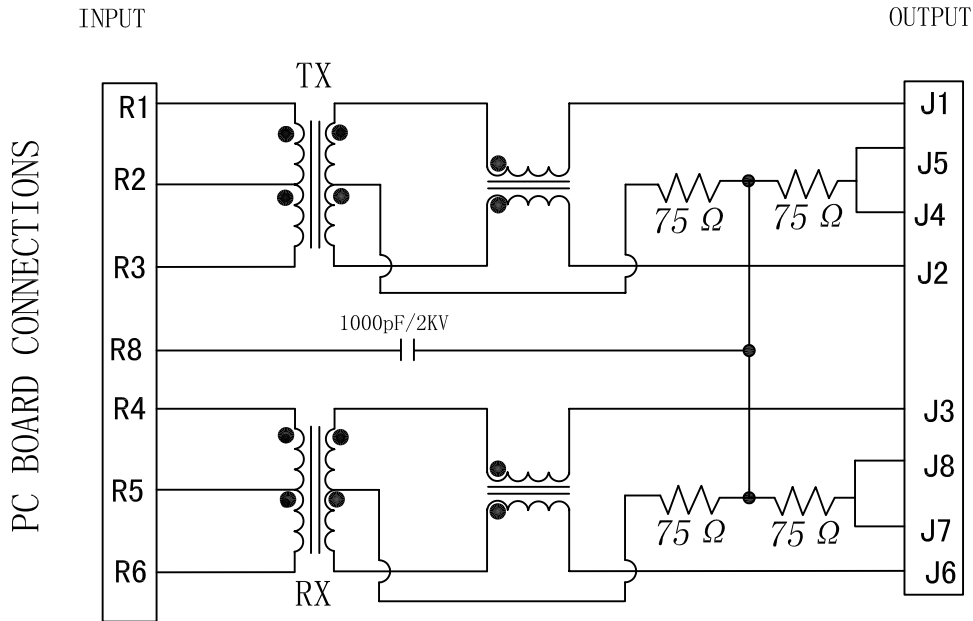 INPUT
OUTPUT
PC BOARD CONNECTIONS
TX
R1
J1
J5
R2
75 Ω
75 Ω
J4
R3
J2
1000pF/2KV
R8
R4
J3
J8
R5
75 Ω
75 Ω
J7
R6
J6
RX